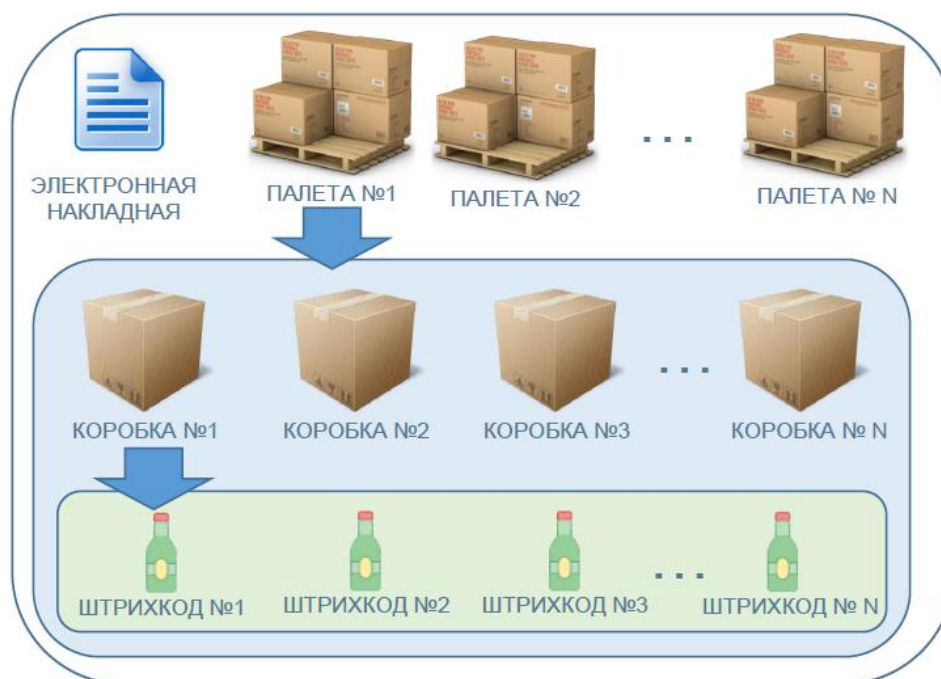 ЭЛЕКТРОННАЯ
НАКЛАДНАЯ
ПАЛЕТА №1
ПАЛЕТА №2
...
ПАЛЕТА № N
КОРОБКА №1
КОРОБКА №2
КОРОБКА №3
...
КОРОБКА № N
ШТРИХКОД №1
ШТРИХКОД №2
ШТРИХКОД №3
...
ШТРИХКОД № N